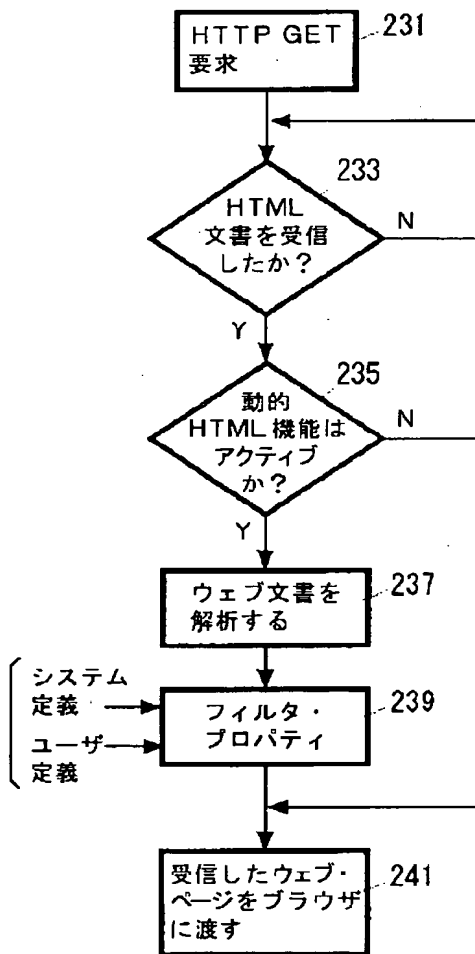 HTTP GET
要求
231
233
HTML
文書を受信
したか？
N
Y
235
動的
HTML機能は
アクティブ
か？
N
Y
ウェブ文書を
解析する
237
システム
定義
ユーザ
定義
フィルタ・
プロパティ
239
受信したウェブ・
ページをブラウザ
に渡す
241